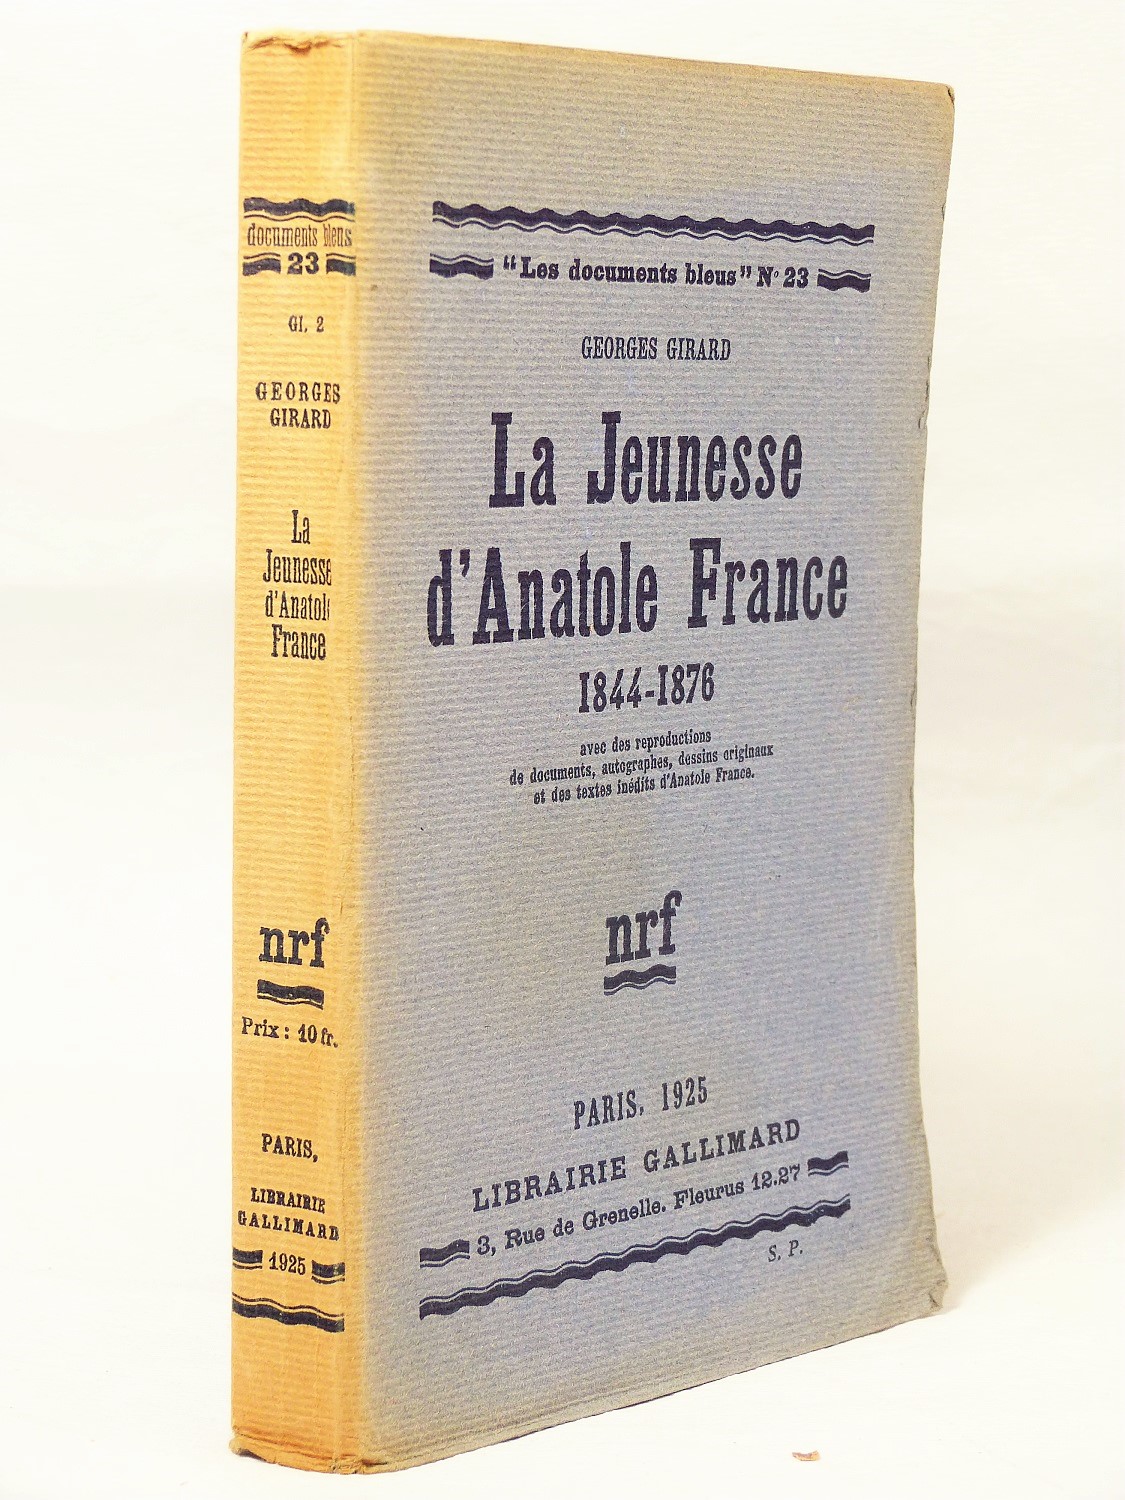 documents bleus
23
GI. 2
GEORGES
GIRARD
La
Jeunesse
d'Anatole
France
nrf
Prix : 10 fr.
PARIS,
LIBRAIRIE
GALLIMARD
1925
"Les documents bleus" N° 23
GEORGES GIRARD
La Jeunesse
d'Anatole France
1844-1876
avec des reproductions
de documents, autographes, dessins originaux
et des textes inédits d'Anatole France.
nrf
PARIS, 1925
LIBRAIRIE GALLIMARD
3, Rue de Grenelle. Fleurus 12.27
S. P.